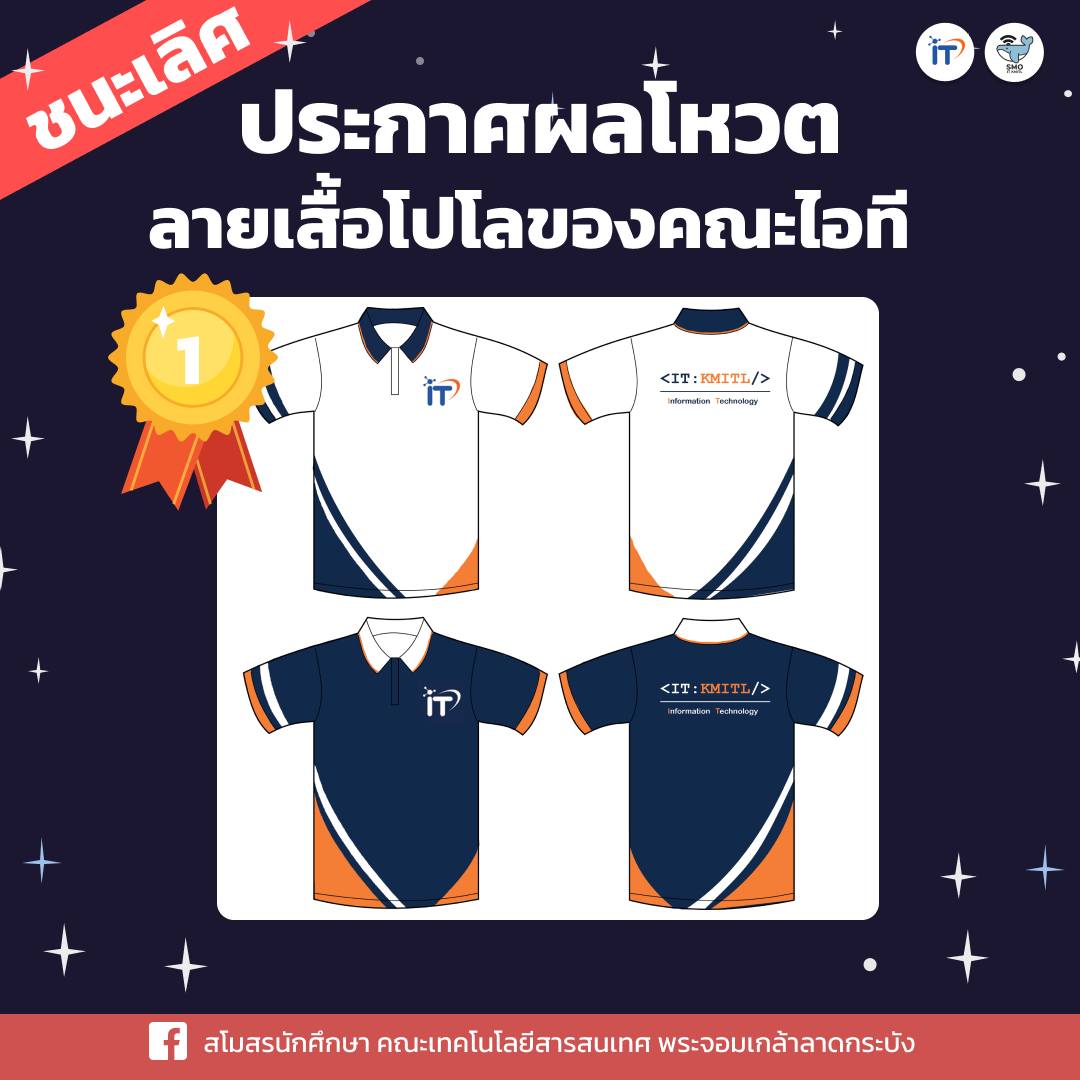 ชนะเลิศ
iT
SMO
IT KMITL
ประกาศผลโหวต
ลายเสื้อโปโลของคณะไอที
1
iT
<IT:KMITL/>
Information Technology
iT
<IT:KMITL/>
Information Technology
สโมสรนักศึกษา คณะเทคโนโลยีสารสนเทศ พระจอมเกล้าลาดกระบัง